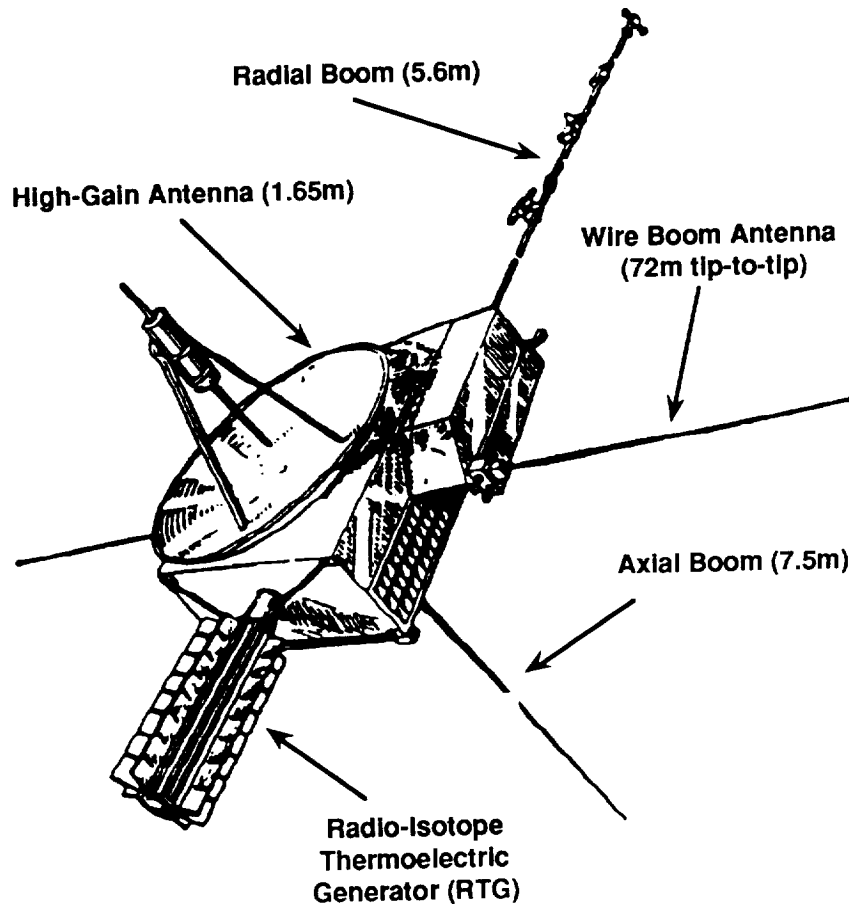 Radial Boom (5.6m)
High-Gain Antenna (1.65m)
Wire Boom Antenna
(72m tip-to-tip)
Axial Boom (7.5m)
Radio-Isotope
Thermoelectric
Generator (RTG)